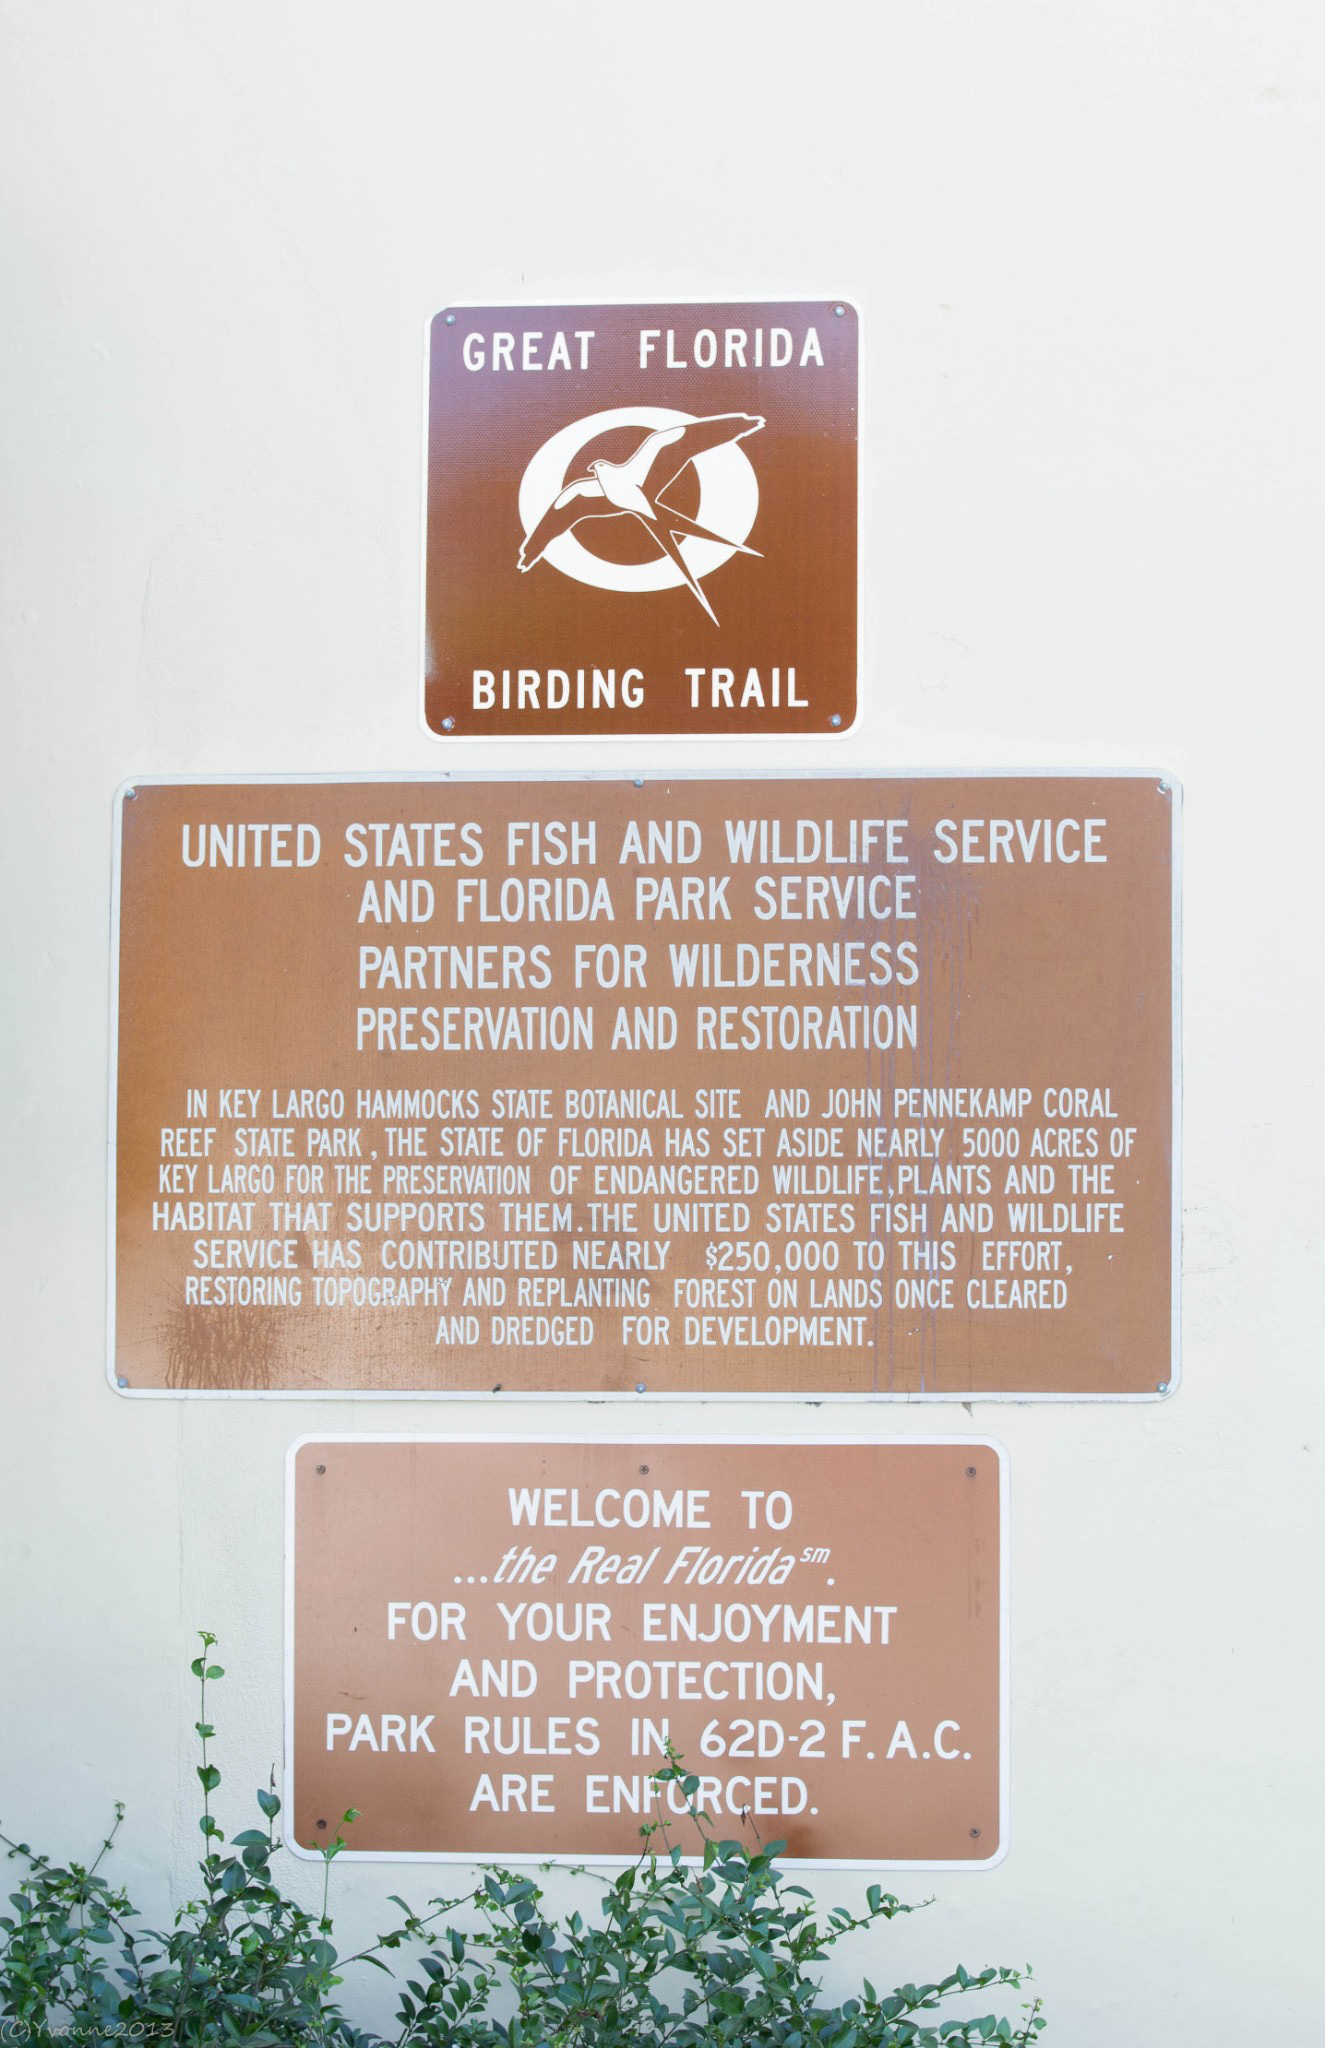 GREAT FLORIDA
BIRDING TRAIL
UNITED STATES FISH AND WILDLIFE SERVICE
AND FLORIDA PARK SERVICE
PARTNERS FOR WILDERNESS
PRESERVATION AND RESTORATION
IN KEY LARGO HAMMOCKS STATE BOTANICAL SITE AND JOHN PENNEKAMP CORAL
REEF STATE PARK, THE STATE OF FLORIDA HAS SET ASIDE NEARLY 5000 ACRES OF
KEY LARGO FOR THE PRESERVATION OF ENDANGERED WILDLIFE, PLANTS AND THE
HABITAT THAT SUPPORTS THEM. THE UNITED STATES FISH AND WILDLIFE
SERVICE HAS CONTRIBUTED NEARLY $250,000 TO THIS EFFORT,
RESTORING TOPOGRAPHY AND REPLANTING FOREST ON LANDS ONCE CLEARED
AND DREDGED FOR DEVELOPMENT.
WELCOME TO
...the Real Florida℠.
FOR YOUR ENJOYMENT
AND PROTECTION,
PARK RULES IN 62D-2 F.A.C.
ARE ENFORCED.
(C)Yvonne2013